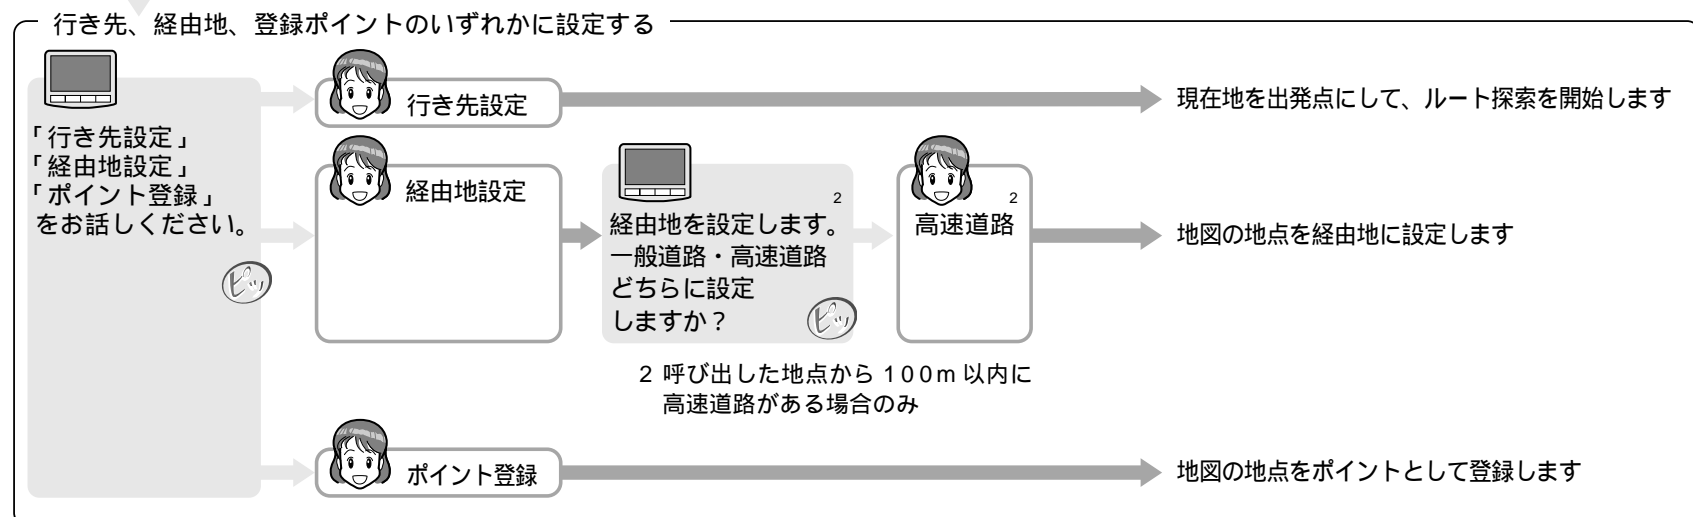 行き先、経由地、登録ポイントのいずれかに設定する
「行き先設定」
「経由地設定」
「ポイント登録」
をお話しください。
ピッ
行き先設定
現在地を出発点にして、ルート探索を開始します
経由地設定
2
経由地を設定します。
一般道路・高速道路
どちらに設定
しますか？
ピッ
2
高速道路
地図の地点を経由地に設定します
2 呼び出した地点から 100m 以内に
高速道路がある場合のみ
ポイント登録
地図の地点をポイントとして登録します